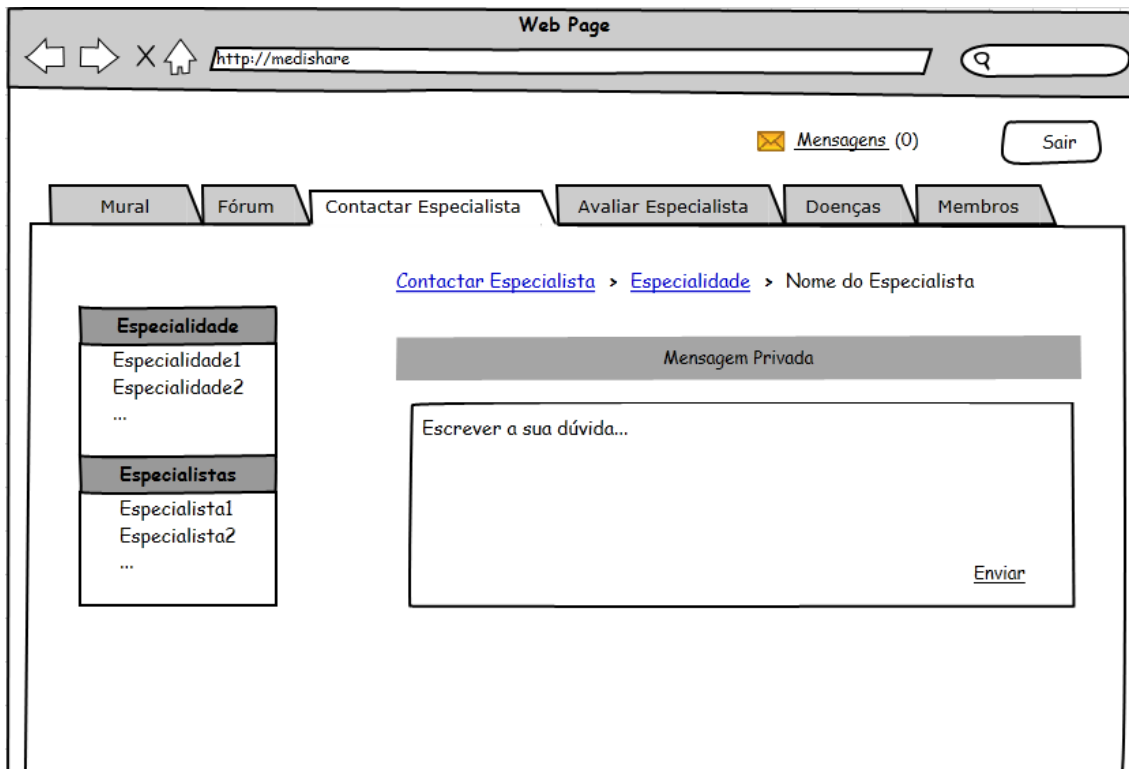 Web Page
http://medishare
Mensagens (0)
Sair
Mural
Fórum
Contactar Especialista
Avaliar Especialista
Doenças
Membros
Contactar Especialista > Especialidade > Nome do Especialista
Especialidade
Especialidade1
Especialidade2
...
Especialistas
Especialista1
Especialista2
...
Mensagem Privada
Escrever a sua dúvida...
Enviar